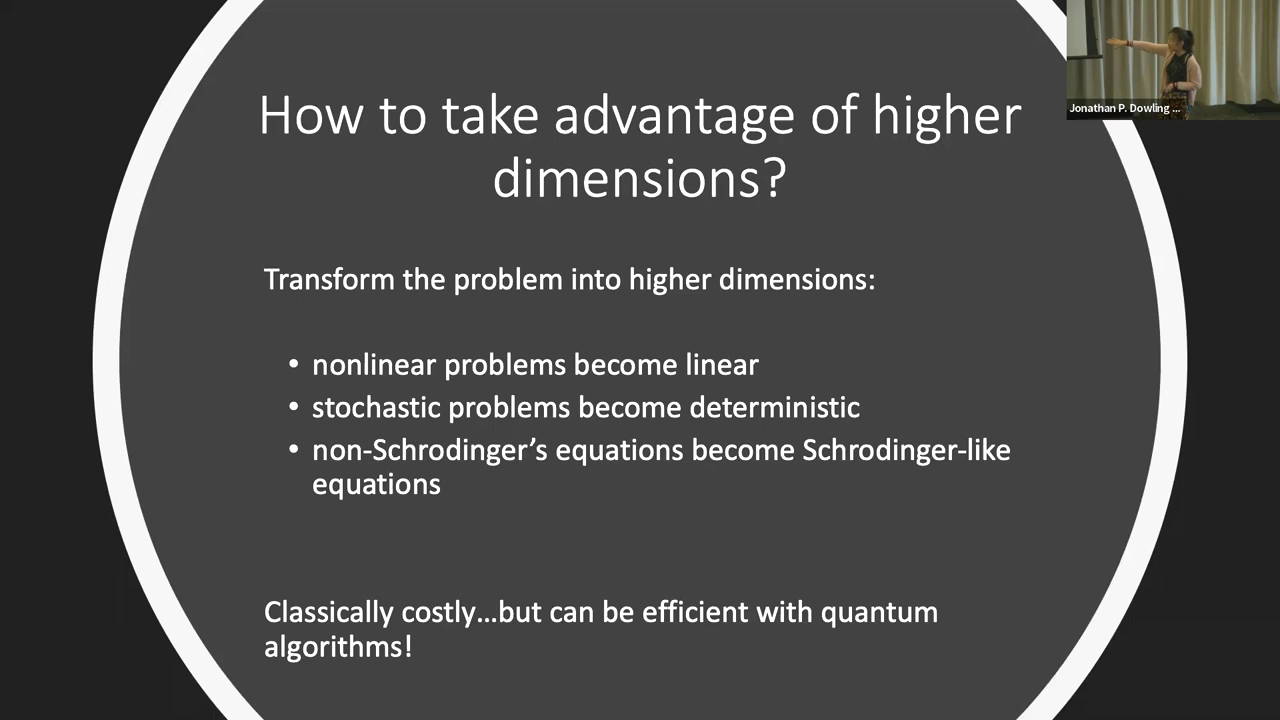 How to take advantage of higher
dimensions?
Transform the problem into higher dimensions:
• nonlinear problems become linear
• stochastic problems become deterministic
• non-Schrodinger’s equations become Schrodinger-like
equations
Classically costly...but can be efficient with quantum
algorithms!
Jonathan P. Dowling ...